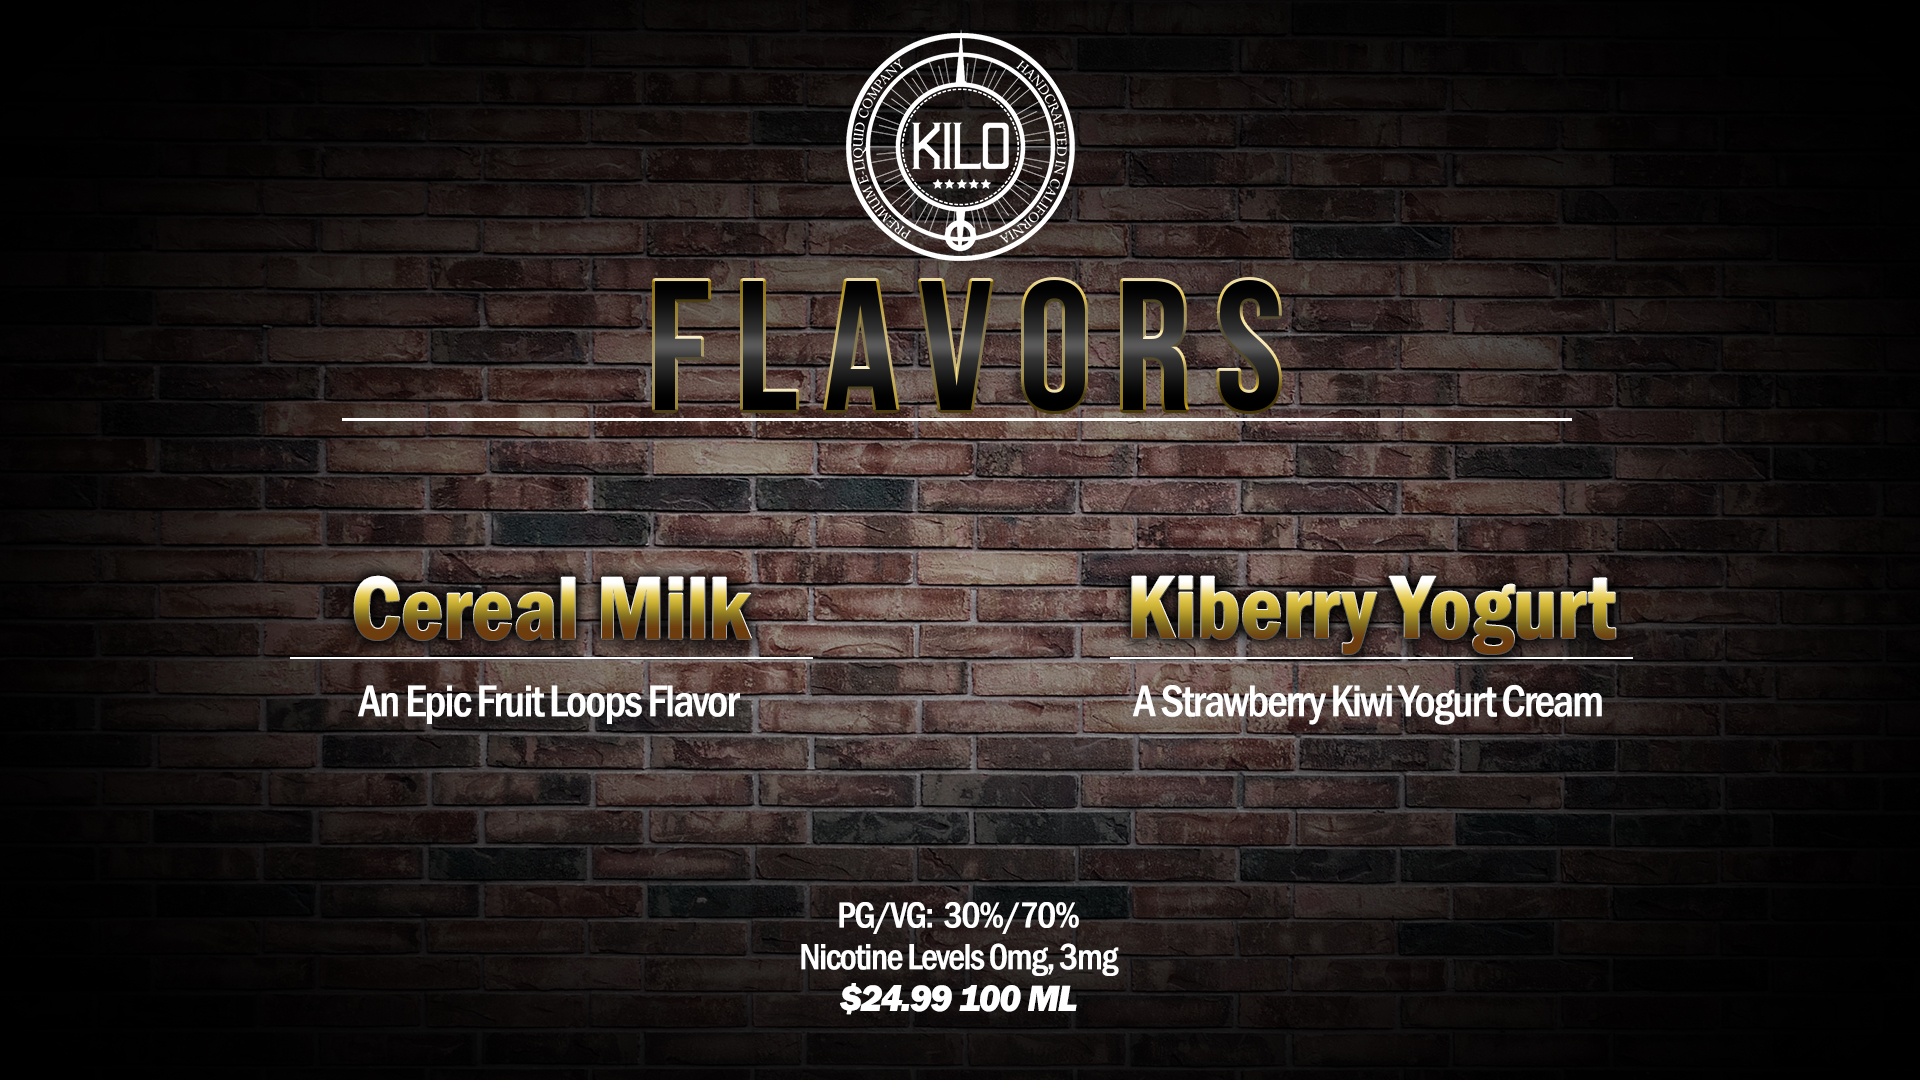 PREMIUM E-LIQUID COMPANY
HANDCRAFTED IN CALIFORNIA
KILO
FLAVORS
Cereal Milk
An Epic Fruit Loops Flavor
Kiberry Yogurt
A Strawberry Kiwi Yogurt Cream
PG/VG: 30%/70%
Nicotine Levels 0mg, 3mg
$24.99 100 ML